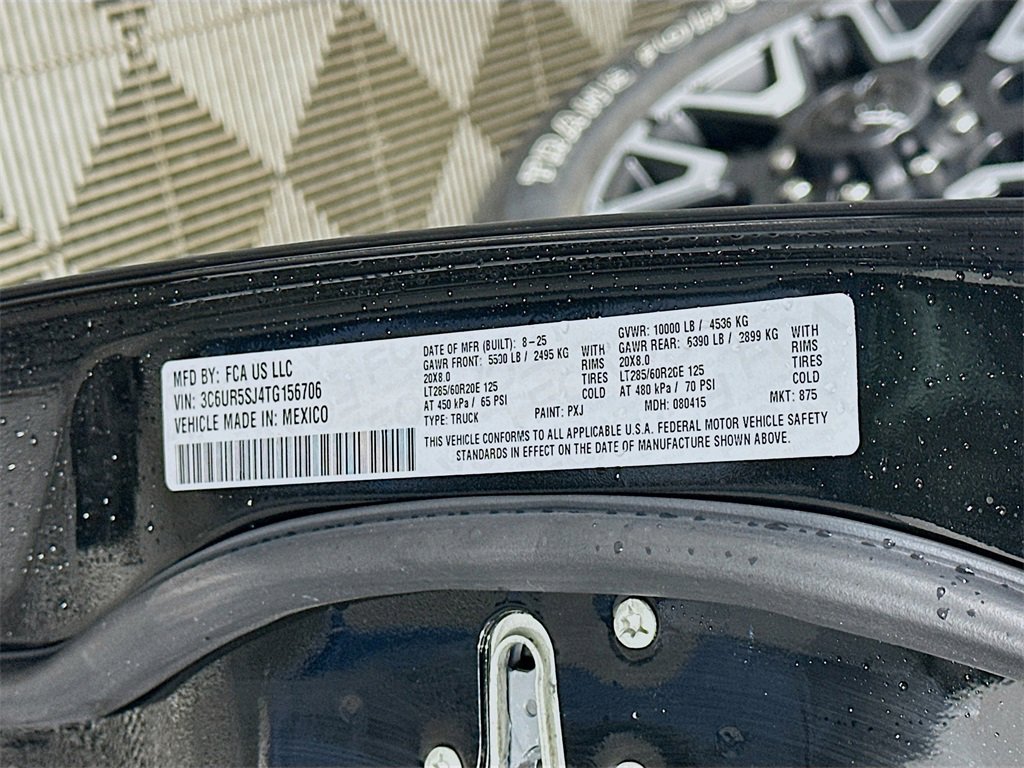 TRANS FORCE
MFD BY: FCA US LLC
VIN: 3C6UR5SJ4TG156706
VEHICLE MADE IN: MEXICO
DATE OF MFR (BUILT): 8-25
GAWR FRONT: 5500 LB / 2495 KG WITH
20X8.0 RIMS
LT285/60R20E 125 TIRES
AT 450 kPa / 65 PSI COLD
TYPE: TRUCK
GVWR: 10000 LB / 4536 KG
GAWR REAR: 6390 LB / 2899 KG WITH
20X8.0 RIMS
LT285/60R20E 125 TIRES
AT 480 kPa / 70 PSI COLD
PAINT: PXJ MDH: 080415 MKT: 875
THIS VEHICLE CONFORMS TO ALL APPLICABLE U.S.A. FEDERAL MOTOR VEHICLE SAFETY
STANDARDS IN EFFECT ON THE DATE OF MANUFACTURE SHOWN ABOVE.